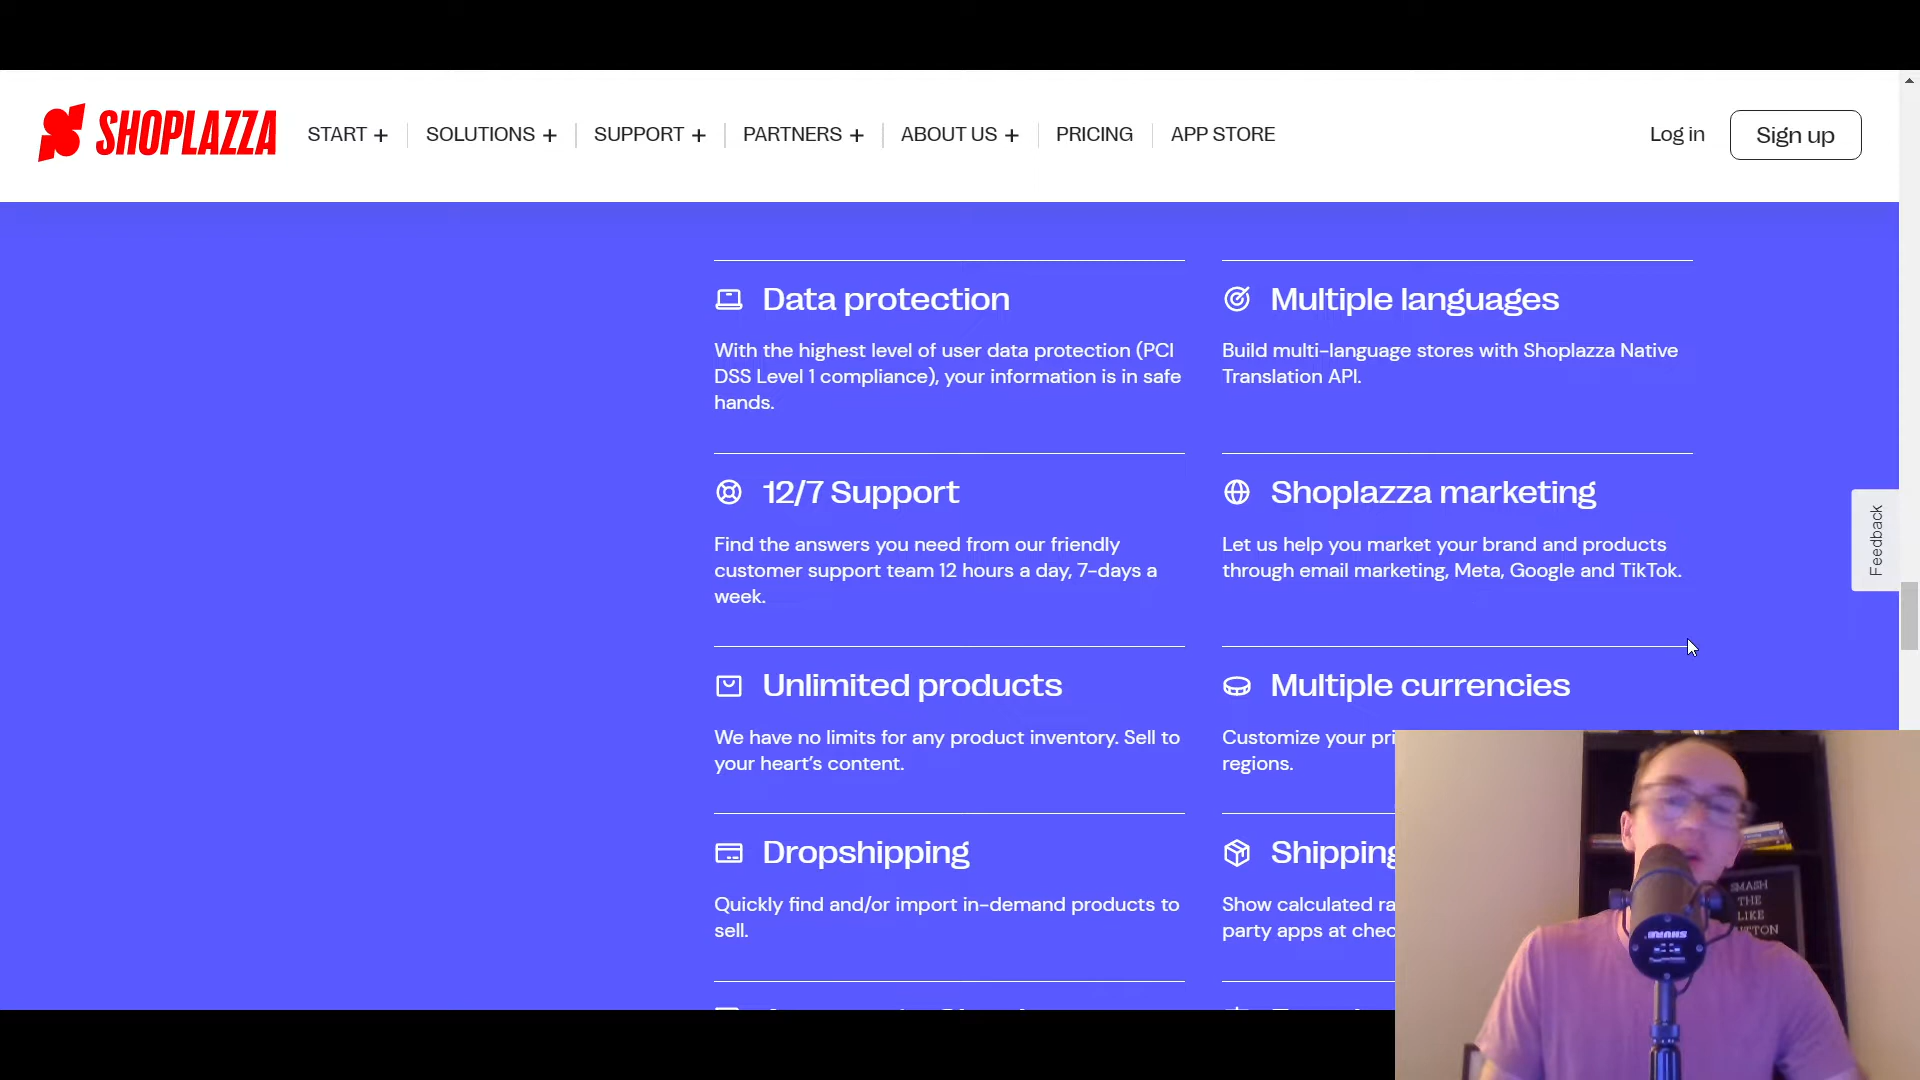 SHOPLAZZA
START +
SOLUTIONS +
SUPPORT +
PARTNERS +
ABOUT US +
PRICING
APP STORE
Log in
Sign up
Data protection
With the highest level of user data protection (PCI
DSS Level 1 compliance), your information is in safe
hands.
Multiple languages
Build multi-language stores with Shoplazza Native
Translation API.
12/7 Support
Find the answers you need from our friendly
customer support team 12 hours a day, 7-days a
week.
Shoplazza marketing
Let us help you market your brand and products
through email marketing, Meta, Google and TikTok.
Feedback
Unlimited products
We have no limits for any product inventory. Sell to
your heart's content.
Multiple currencies
Customize your pri
regions.
Dropshipping
Quickly find and/or import in-demand products to
sell.
Shipping
Show calculated ra
party apps at chec
SMASH
THE
LIKE
SHURE